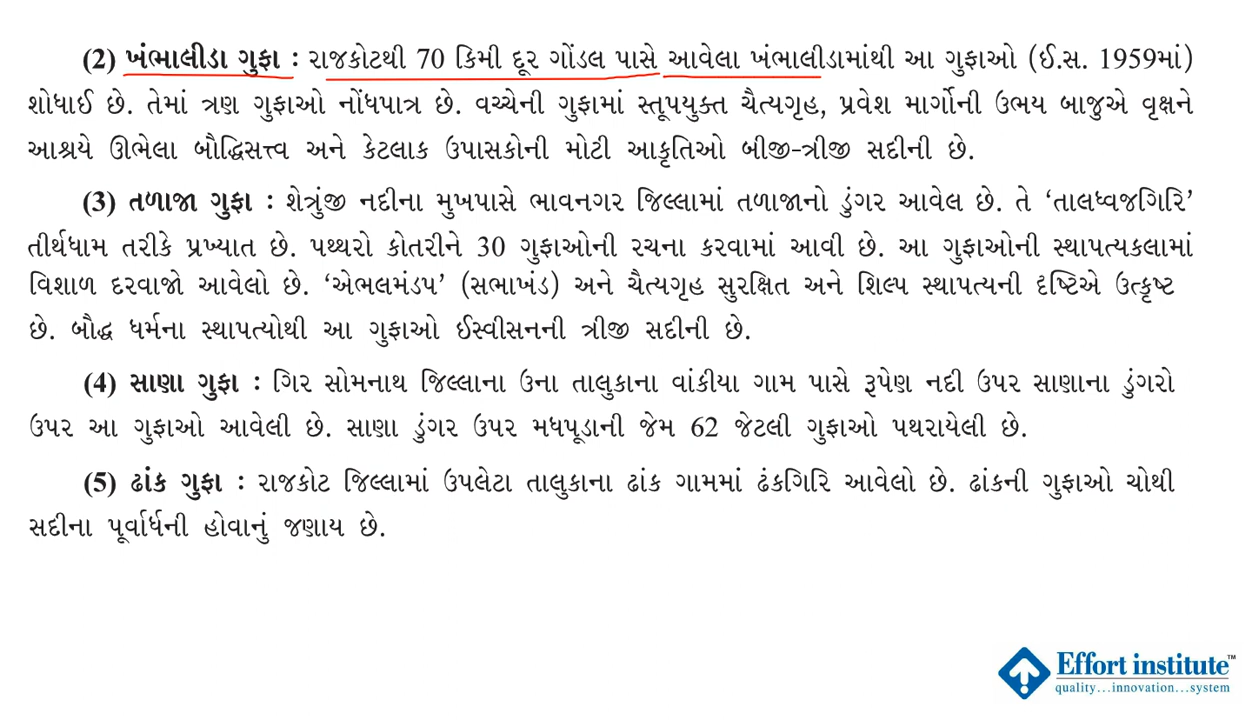 (2) ખંભાલીડા ગુફા : રાજકોટથી 70 કિમી દૂર ગોંડલ પાસે આવેલા ખંભાલીડામાંથી આ ગુફાઓ (ઈ.સ. 1959માં)
શોધાઈ છે. તેમાં ત્રણ ગુફાઓ નોંધપાત્ર છે. વચ્ચેની ગુફામાં સ્તૂપયુક્ત ચૈત્યગૃહ, પ્રવેશ માર્ગોની ઉભય બાજુએ વૃક્ષને
આશ્રયે ઊભેલા બૌદ્ધિસત્ત્વ અને કેટલાક ઉપાસકોની મોટી આકૃતિઓ બીજી-ત્રીજી સદીની છે.
(3) તળાજા ગુફા : શેત્રુંજી નદીના મુખપાસે ભાવનગર જિલ્લામાં તળાજાનો ડુંગર આવેલ છે. તે ‘તાલધ્વજગિરિ’
તીર્થધામ તરીકે પ્રખ્યાત છે. પથ્થરો કોતરીને 30 ગુફાઓની રચના કરવામાં આવી છે. આ ગુફાઓની સ્થાપત્યકલામાં
વિશાળ દરવાજો આવેલો છે. ‘એભલમંડપ’ (સભાખંડ) અને ચૈત્યગૃહ સુરક્ષિત અને શિલ્પ સ્થાપત્યની દૃષ્ટિએ ઉત્કૃષ્ટ
છે. બૌદ્ધ ધર્મના સ્થાપત્યોથી આ ગુફાઓ ઈસ્વીસનની ત્રીજી સદીની છે.
(4) સાણા ગુફા : ગિર સોમનાથ જિલ્લાના ઉના તાલુકાના વાંકીયા ગામ પાસે રૂપેણ નદી ઉપર સાણાના ડુંગરો
ઉપર આ ગુફાઓ આવેલી છે. સાણા ડુંગર ઉપર મધપૂડાની જેમ 62 જેટલી ગુફાઓ પથરાયેલી છે.
(5) ઢાંક ગુફા : રાજકોટ જિલ્લામાં ઉપલેટા તાલુકાના ઢાંક ગામમાં ઢંકગિરિ આવેલો છે. ઢાંકની ગુફાઓ ચોથી
સદીના પૂર્વાર્ધની હોવાનું જણાય છે.
Effort institute™
quality...innovation...system